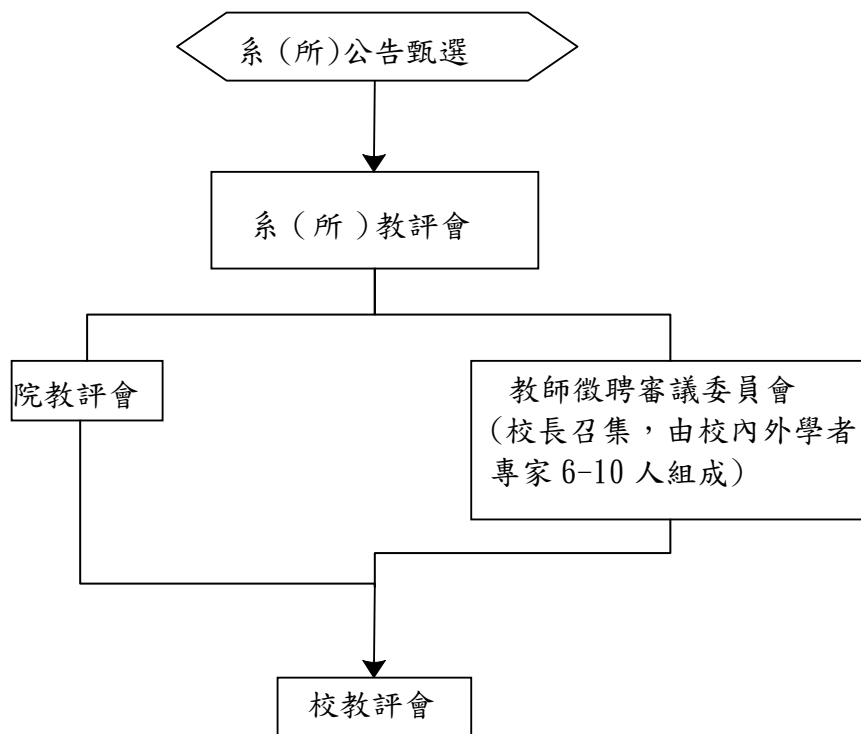 系(所)公告甄選
系(所)教評會
院教評會
教師徵聘審議委員會
(校長召集，由校內外學者
專家6-10人組成)
校教評會